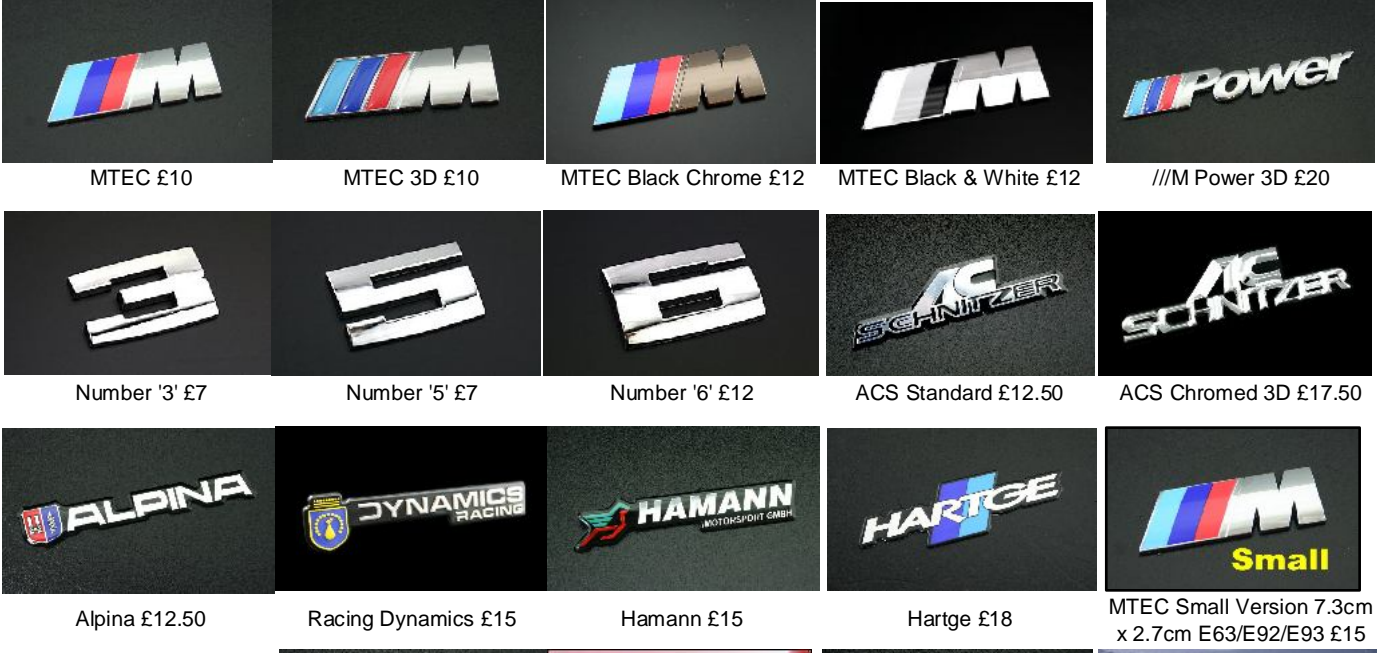 M
M
M
M
///Power
MTEC £10
MTEC 3D £10
MTEC Black Chrome £12
MTEC Black & White £12
///M Power 3D £20
3
5
6
AC
SCHNITZER
AC
SCHNITZER
Number '3' £7
Number '5' £7
Number '6' £12
ACS Standard £12.50
ACS Chromed 3D £17.50
ALPINA
DYNAMICS
RACING
HAMANN
MOTORSPORT GMBH
HARTGE
M
Small
Alpina £12.50
Racing Dynamics £15
Hamann £15
Hartge £18
MTEC Small Version 7.3cm
x 2.7cm E63/E92/E93 £15